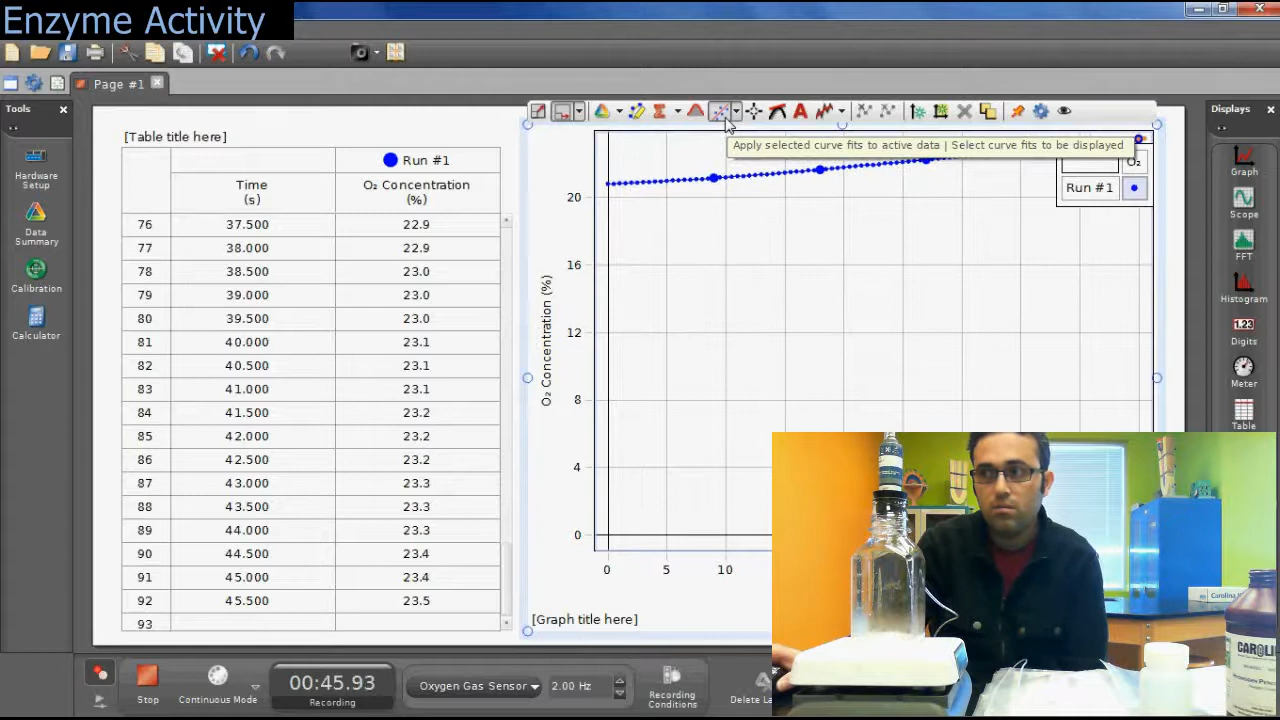 Enzyme Activity
Page #1
Tools
Displays
Hardware
Setup
Data
Summary
Calibration
Calculator
[Table title here]
Run #1
Time
(s)
O₂ Concentration
(%)
76 37.500 22.9
77 38.000 22.9
78 38.500 23.0
79 39.000 23.0
80 39.500 23.0
81 40.000 23.1
82 40.500 23.1
83 41.000 23.1
84 41.500 23.2
85 42.000 23.2
86 42.500 23.2
87 43.000 23.3
88 43.500 23.3
89 44.000 23.3
90 44.500 23.4
91 45.000 23.4
92 45.500 23.5
93
Apply selected curve fits to active data | Select curve fits to be displayed
O₂
Run #1
O₂ Concentration (%)
20
16
12
8
4
0
0 5 10
[Graph title here]
Graph
Scope
FFT
Histogram
1.23
Digits
Meter
Table
Stop
Continuous Mode
00:45.93
Recording
Oxygen Gas Sensor
2.00 Hz
Recording
Conditions
Delete La